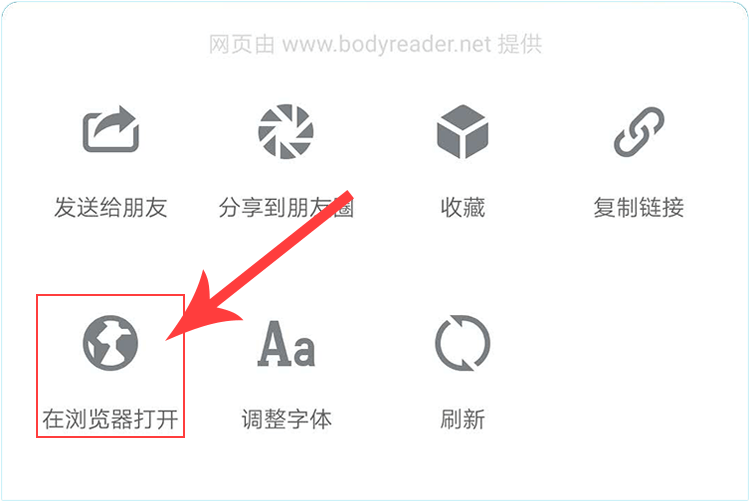 网页由 www.bodyreader.net 提供
发送给朋友
分享到朋友圈
收藏
复制链接
Aa
在浏览器打开
调整字体
刷新